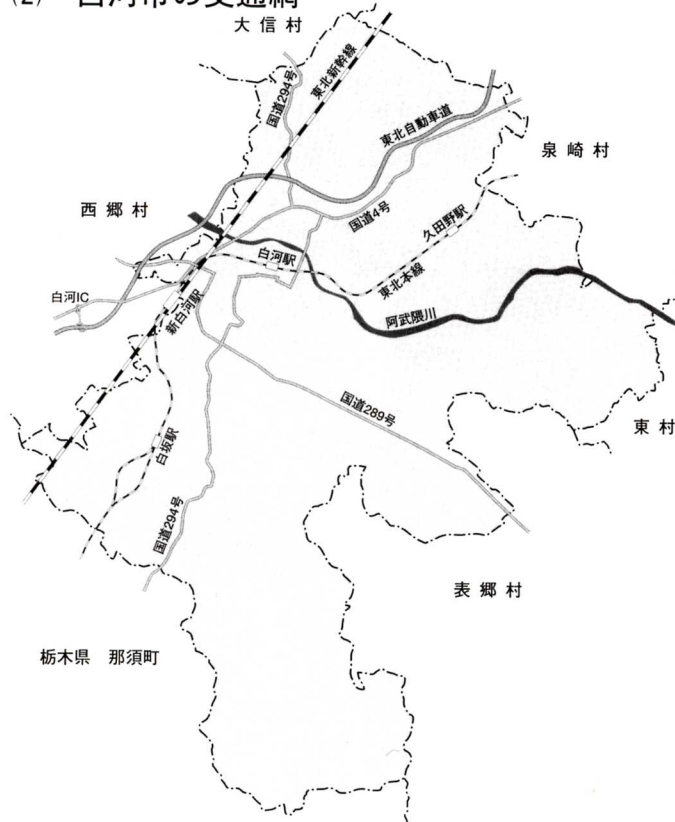 (2) 白河市の交通網
大信村
国道294号
東北新幹線
東北自動車道
泉崎村
西郷村
国道4号
久田野駅
白河駅
東北本線
白河IC
新白河駅
阿武隈川
国道289号
東村
白坂駅
国道294号
表郷村
栃木県 那須町